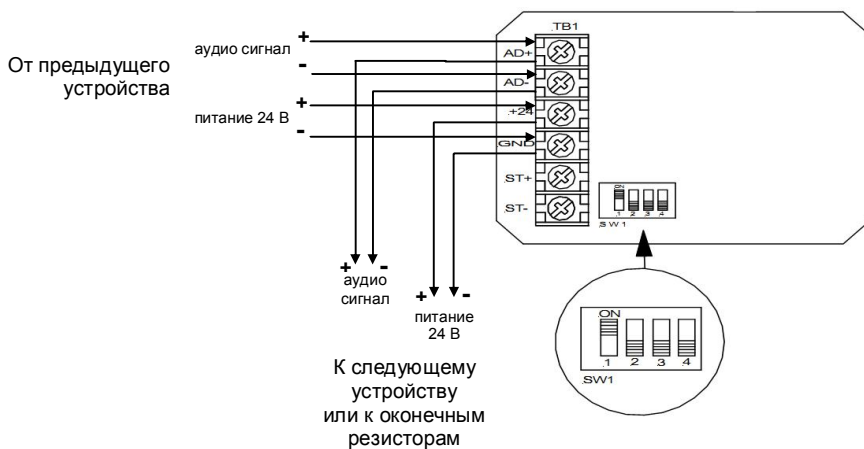 От предыдущего
устройства
+
аудио сигнал
-
+
питание 24 В
-
.TB1
AD+
AD-
.+24
GND
.ST+
.ST-
ON
.1 .2 .3 .4
.SW1
+ -
аудио
сигнал
+ -
питание
24 В
К следующему
устройству
или к оконечным
резисторам
.ON
.1 .2 .3 .4
.SW1